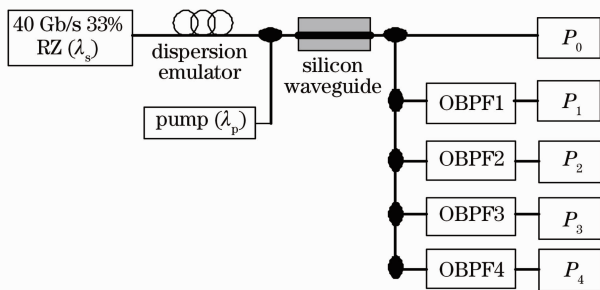 40 Gb/s 33%
RZ (λs)
dispersion
emulator
pump (λp)
silicon
waveguide
P0
OBPF1
P1
OBPF2
P2
OBPF3
P3
OBPF4
P4